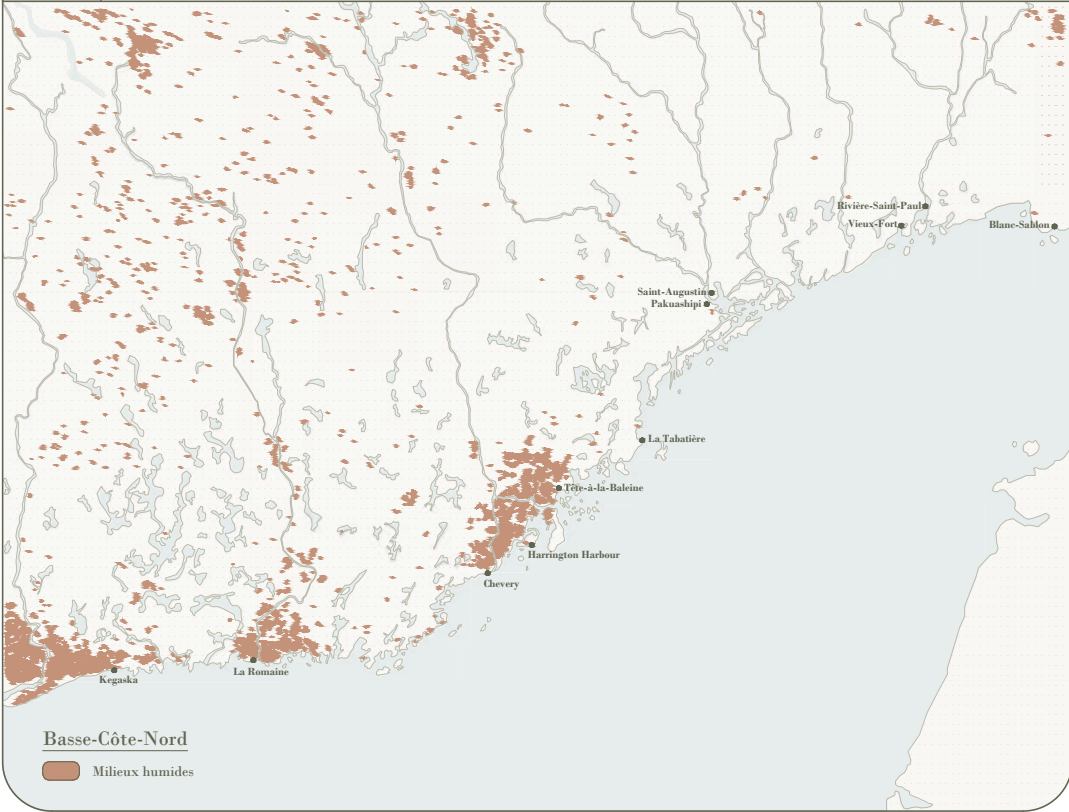 Rivière-Saint-Paul
Vieux-Fort
Blanc-Sablon
Saint-Augustin
Pakuashipi
La Tabatière
Tête-à-la-Baleine
Harrington Harbour
Chevery
La Romaine
Kegaska
Basse-Côte-Nord
Milieux humides